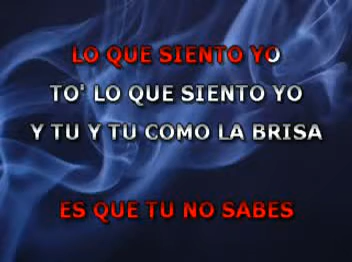 LO QUE SIENTO YO
TO' LO QUE SIENTO YO
Y TU Y TU COMO LA BRISA
ES QUE TU NO SABES